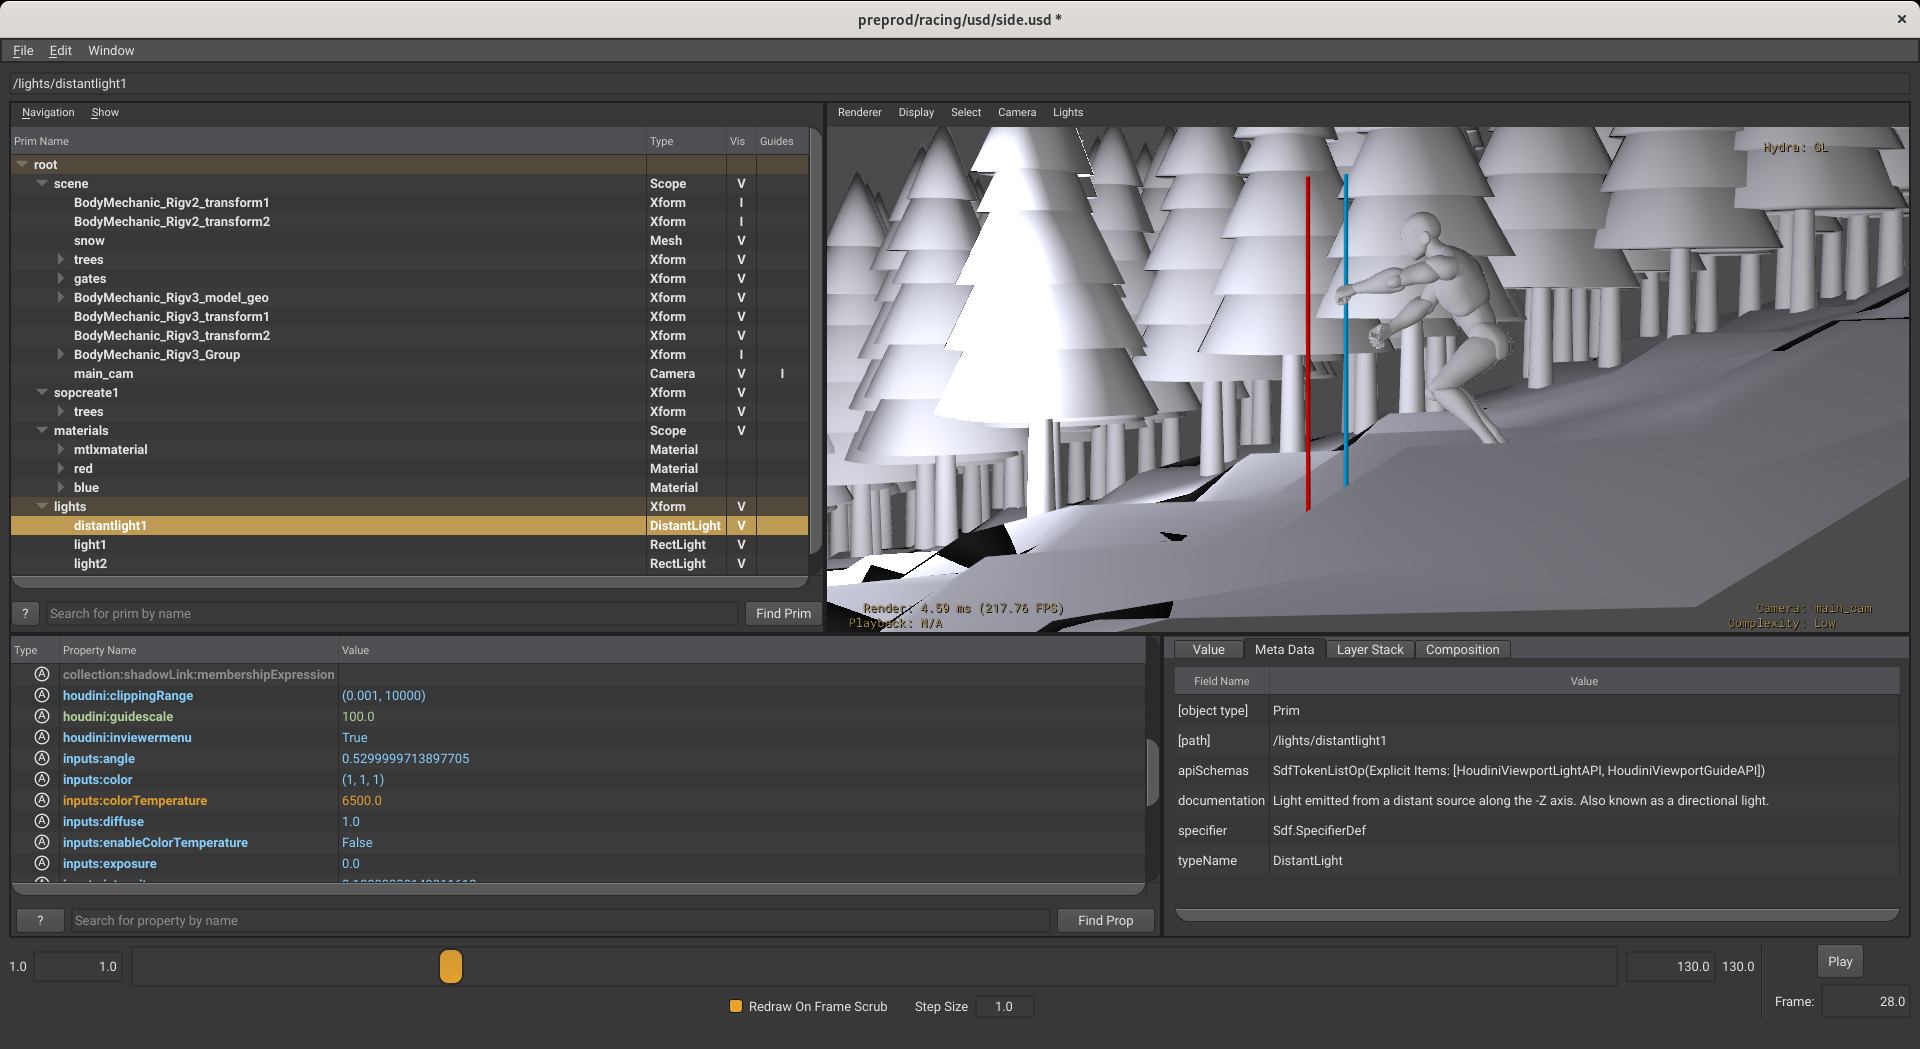 preprod/racing/usd/side.usd *
File Edit Window
/lights/distantlight1
Navigation Show
Prim Name Type Vis Guides
root
scene Scope V
BodyMechanic_Rigv2_transform1 Xform I
BodyMechanic_Rigv2_transform2 Xform I
snow Mesh V
trees Xform V
gates Xform V
BodyMechanic_Rigv3_model_geo Xform V
BodyMechanic_Rigv3_transform1 Xform V
BodyMechanic_Rigv3_transform2 Xform V
BodyMechanic_Rigv3_Group Xform I
main_cam Camera V I
sopcreate1 Xform V
trees Xform V
materials Scope V
mtlxmaterial Material
red Material
blue Material
lights Xform V
distantlight1 DistantLight V
light1 RectLight V
light2 RectLight V
? Search for prim by name Find Prim
Renderer Display Select Camera Lights
Hydra: GL
Render: 4.59 ms (217.76 FPS)
Playback: N/A
Camera: main_cam
Complexity: Low
Type Property Name Value
A collection:shadowLink:membershipExpression
A houdini:clippingRange (0.001, 10000)
A houdini:guidescale 100.0
A houdini:inviewermenu True
A inputs:angle 0.5299999713897705
A inputs:color (1, 1, 1)
A inputs:colorTemperature 6500.0
A inputs:diffuse 1.0
A inputs:enableColorTemperature False
A inputs:exposure 0.0
? Search for property by name Find Prop
Value Meta Data Layer Stack Composition
Field Name Value
[object type] Prim
[path] /lights/distantlight1
apiSchemas SdfTokenListOp(Explicit Items: [HoudiniViewportLightAPI, HoudiniViewportGuideAPI])
documentation Light emitted from a distant source along the -Z axis. Also known as a directional light.
specifier Sdf.SpecifierDef
typeName DistantLight
1.0 1.0 130.0 130.0 Play
Redraw On Frame Scrub Step Size 1.0 Frame: 28.0